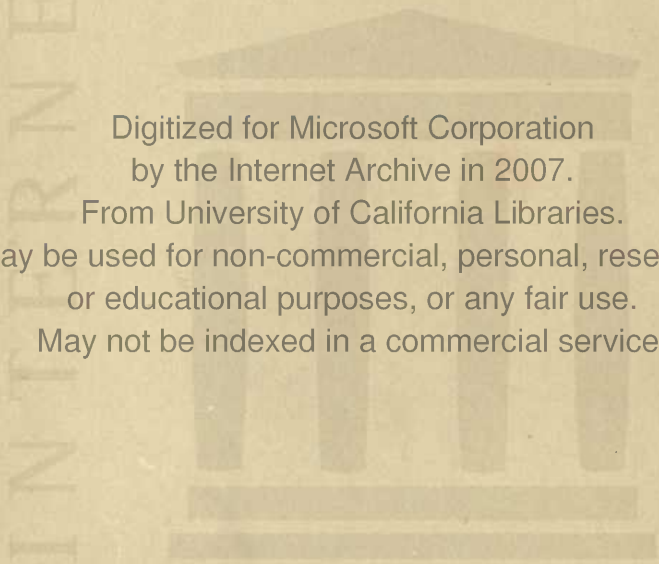 Digitized for Microsoft Corporation
by the Internet Archive in 2007.
From University of California Libraries.
ay be used for non-commercial, personal, rese
or educational purposes, or any fair use.
May not be indexed in a commercial service
INTERNE